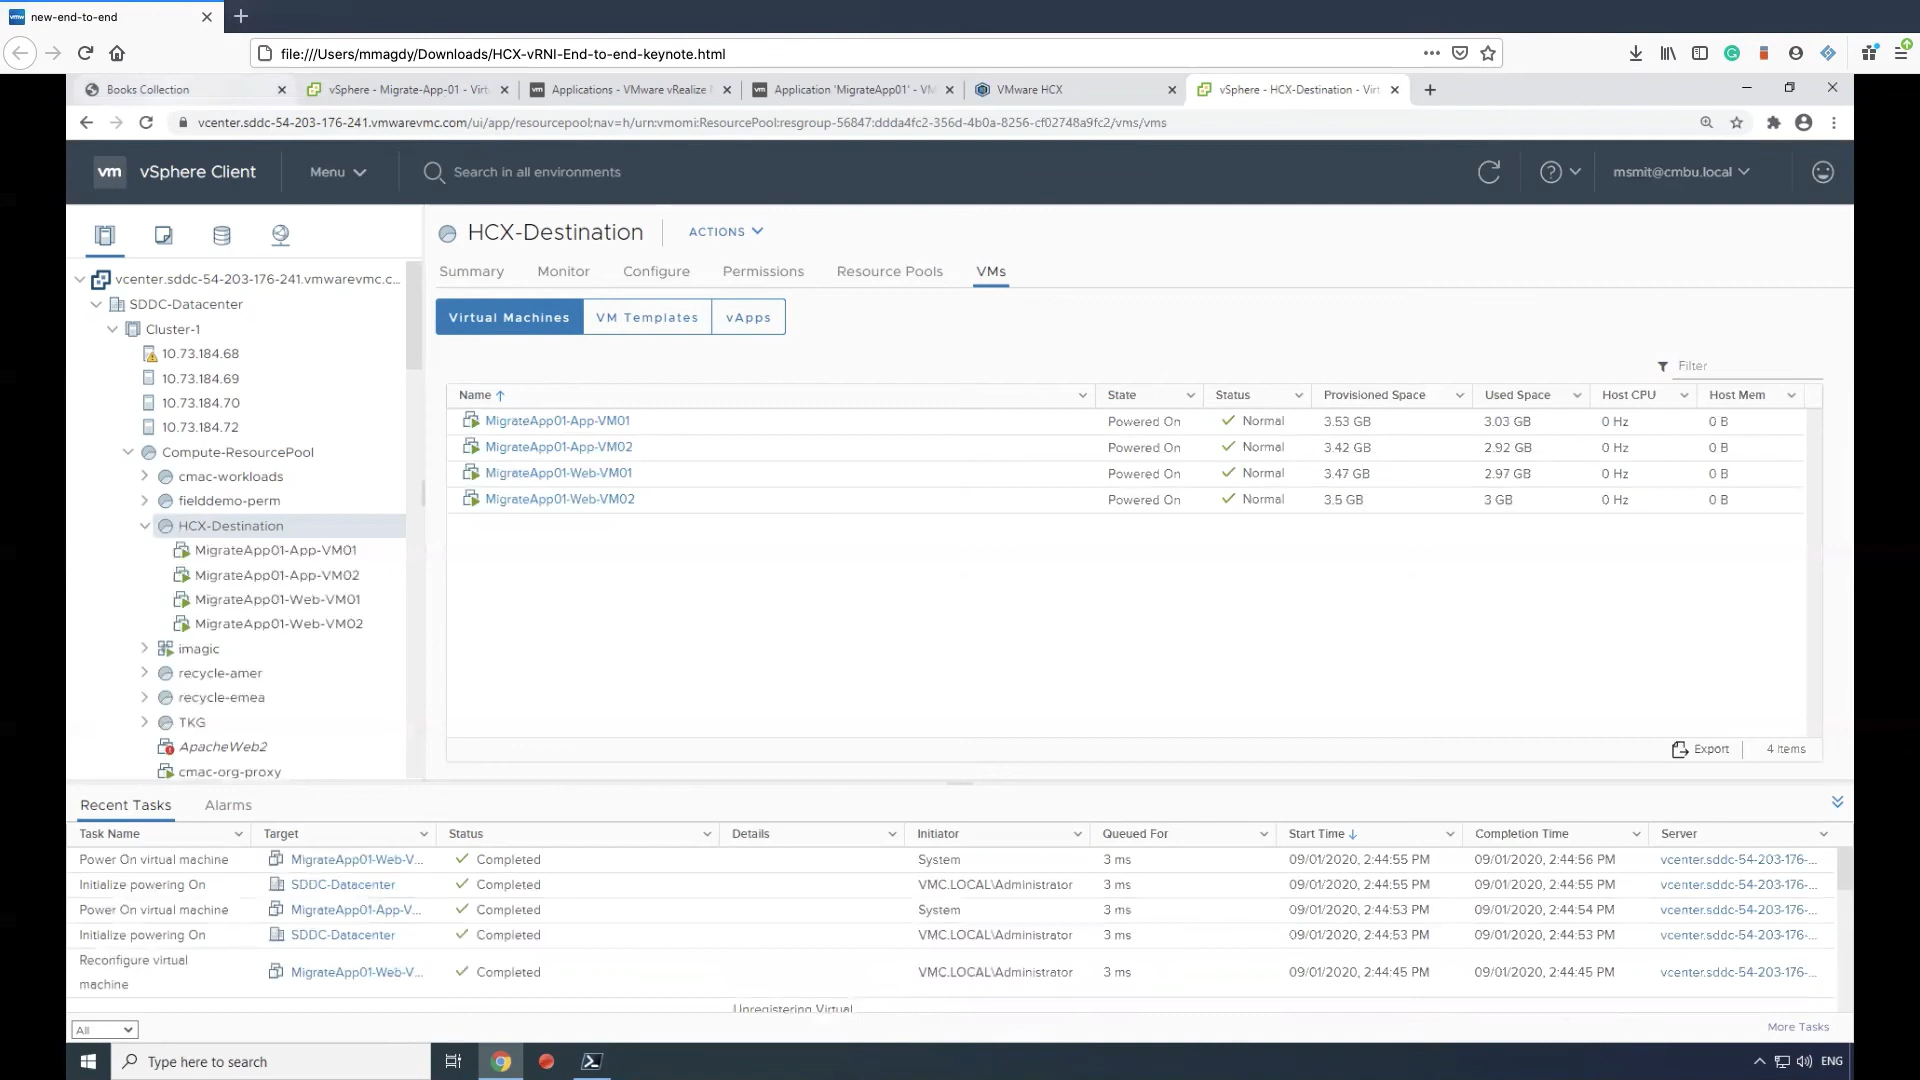 new-end-to-end
file:///Users/mmagdy/Downloads/HCX-vRNI-End-to-end-keynote.html
Books Collection
vSphere - Migrate-App-01 - Virt
Applications - VMware vRealize
Application 'MigrateApp01' - VM
VMware HCX
vSphere - HCX-Destination - Virt
vcenter.sddc-54-203-176-241.vmwarevmc.com/ui/app/resourcepool;nav=h/urn:vmomi:ResourcePool:resgroup-56847:ddda4fc2-356d-4b0a-8256-cf02748a9fc2/vms/vms
vm vSphere Client Menu Search in all environments msmit@cmbu.local
HCX-Destination ACTIONS
Summary Monitor Configure Permissions Resource Pools VMs
Virtual Machines VM Templates vApps
vcenter.sddc-54-203-176-241.vmwarevmc.c...
SDDC-Datacenter
Cluster-1
10.73.184.68
10.73.184.69
10.73.184.70
10.73.184.72
Compute-ResourcePool
cmac-workloads
fielddemo-perm
HCX-Destination
MigrateApp01-App-VM01
MigrateApp01-App-VM02
MigrateApp01-Web-VM01
MigrateApp01-Web-VM02
imagic
recycle-amer
recycle-emea
TKG
ApacheWeb2
cmac-org-proxy
Filter
Name State Status Provisioned Space Used Space Host CPU Host Mem
MigrateApp01-App-VM01 Powered On Normal 3.53 GB 3.03 GB 0 Hz 0 B
MigrateApp01-App-VM02 Powered On Normal 3.42 GB 2.92 GB 0 Hz 0 B
MigrateApp01-Web-VM01 Powered On Normal 3.47 GB 2.97 GB 0 Hz 0 B
MigrateApp01-Web-VM02 Powered On Normal 3.5 GB 3 GB 0 Hz 0 B
Export 4 items
Recent Tasks Alarms
Task Name Target Status Details Initiator Queued For Start Time Completion Time Server
Power On virtual machine MigrateApp01-Web-V... Completed System 3 ms 09/01/2020, 2:44:55 PM 09/01/2020, 2:44:56 PM vcenter.sddc-54-203-176-...
Initialize powering On SDDC-Datacenter Completed VMC.LOCAL\Administrator 3 ms 09/01/2020, 2:44:55 PM 09/01/2020, 2:44:55 PM vcenter.sddc-54-203-176-...
Power On virtual machine MigrateApp01-App-V... Completed System 3 ms 09/01/2020, 2:44:53 PM 09/01/2020, 2:44:54 PM vcenter.sddc-54-203-176-...
Initialize powering On SDDC-Datacenter Completed VMC.LOCAL\Administrator 3 ms 09/01/2020, 2:44:53 PM 09/01/2020, 2:44:53 PM vcenter.sddc-54-203-176-...
Reconfigure virtual
machine MigrateApp01-Web-V... Completed VMC.LOCAL\Administrator 3 ms 09/01/2020, 2:44:45 PM 09/01/2020, 2:44:45 PM vcenter.sddc-54-203-176-...
Unregistering Virtual
All More Tasks
Type here to search ENG